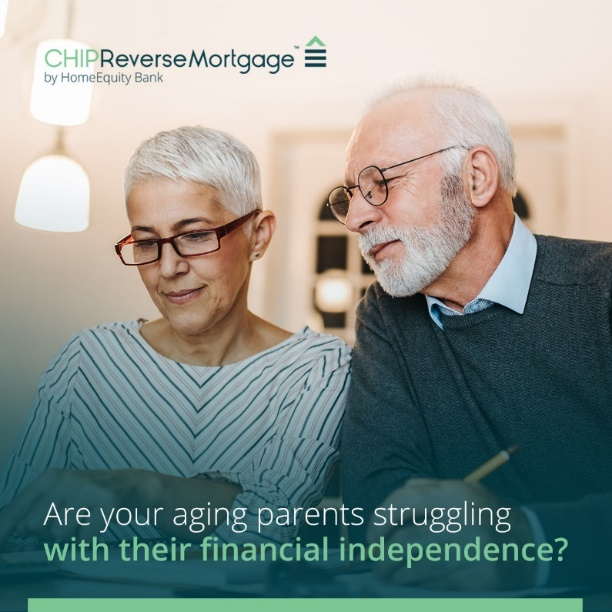 CHIPReverseMortgage™
by HomeEquity Bank
Are your aging parents struggling
with their financial independence?